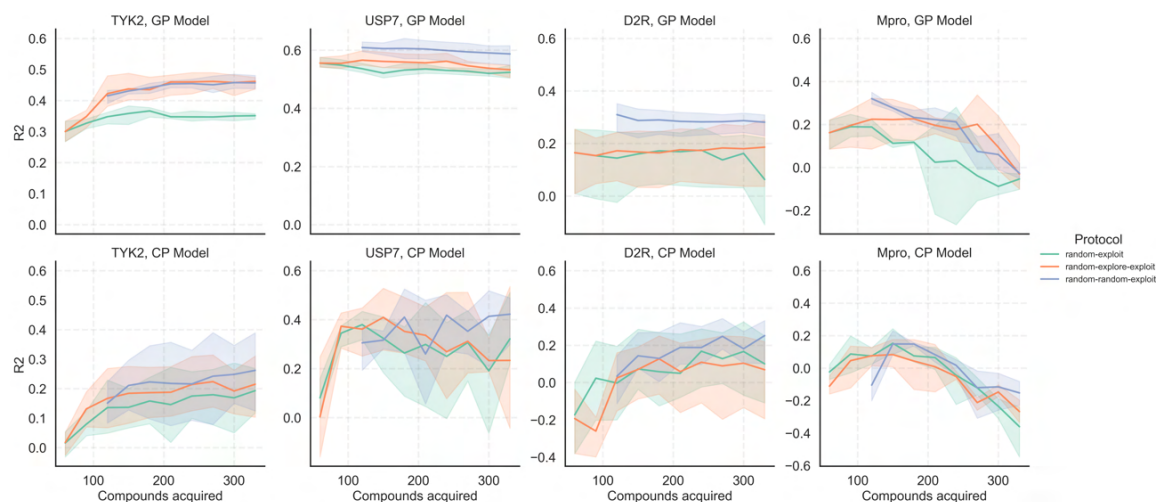 TYK2, GP Model
USP7, GP Model
D2R, GP Model
Mpro, GP Model
R2
0.6
0.5
0.4
0.3
0.2
0.1
0.0
0.6
0.4
0.2
0.0
0.6
0.4
0.2
0.0
0.6
0.4
0.2
0.0
−0.2
TYK2, CP Model
USP7, CP Model
D2R, CP Model
Mpro, CP Model
R2
0.6
0.5
0.4
0.3
0.2
0.1
0.0
0.6
0.4
0.2
0.0
0.6
0.4
0.2
0.0
−0.2
−0.4
0.6
0.4
0.2
0.0
−0.2
−0.4
−0.6
100 200 300
100 200 300
100 200 300
100 200 300
Compounds acquired
Compounds acquired
Compounds acquired
Compounds acquired
Protocol
random-exploit
random-explore-exploit
random-random-exploit